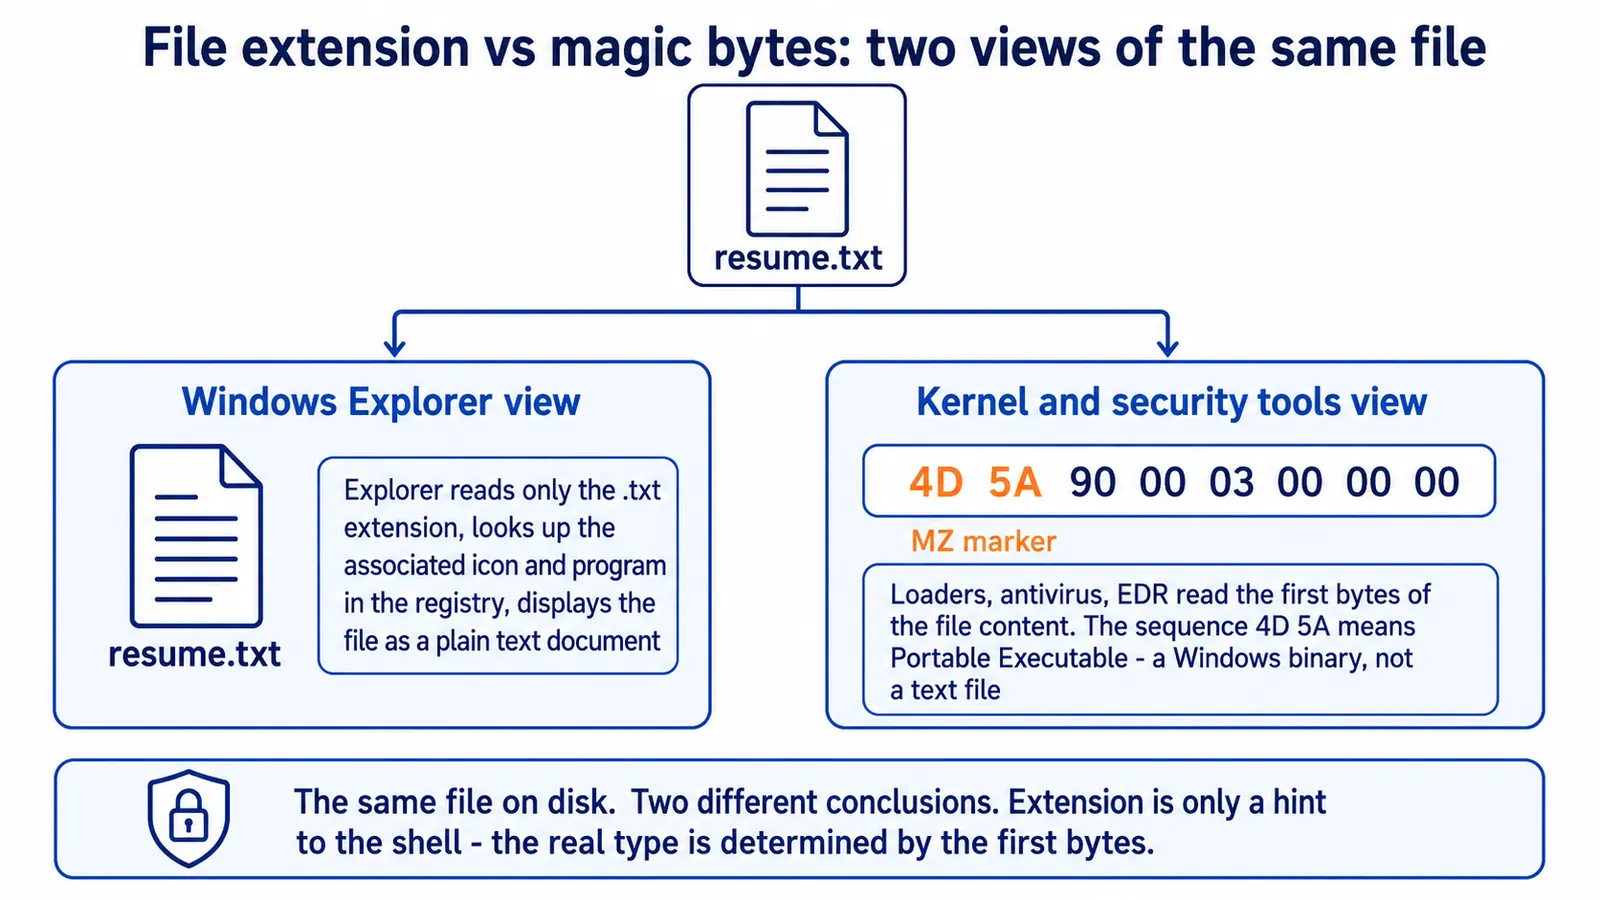 File extension vs magic bytes: two views of the same file
resume.txt
Windows Explorer view
resume.txt
Explorer reads only the .txt
extension, looks up the
associated icon and program
in the registry, displays the
file as a plain text document
Kernel and security tools view
4D 5A 90 00 03 00 00 00
MZ marker
Loaders, antivirus, EDR read the first bytes of
the file content. The sequence 4D 5A means
Portable Executable - a Windows binary, not
a text file
The same file on disk. Two different conclusions. Extension is only a hint
to the shell - the real type is determined by the first bytes.